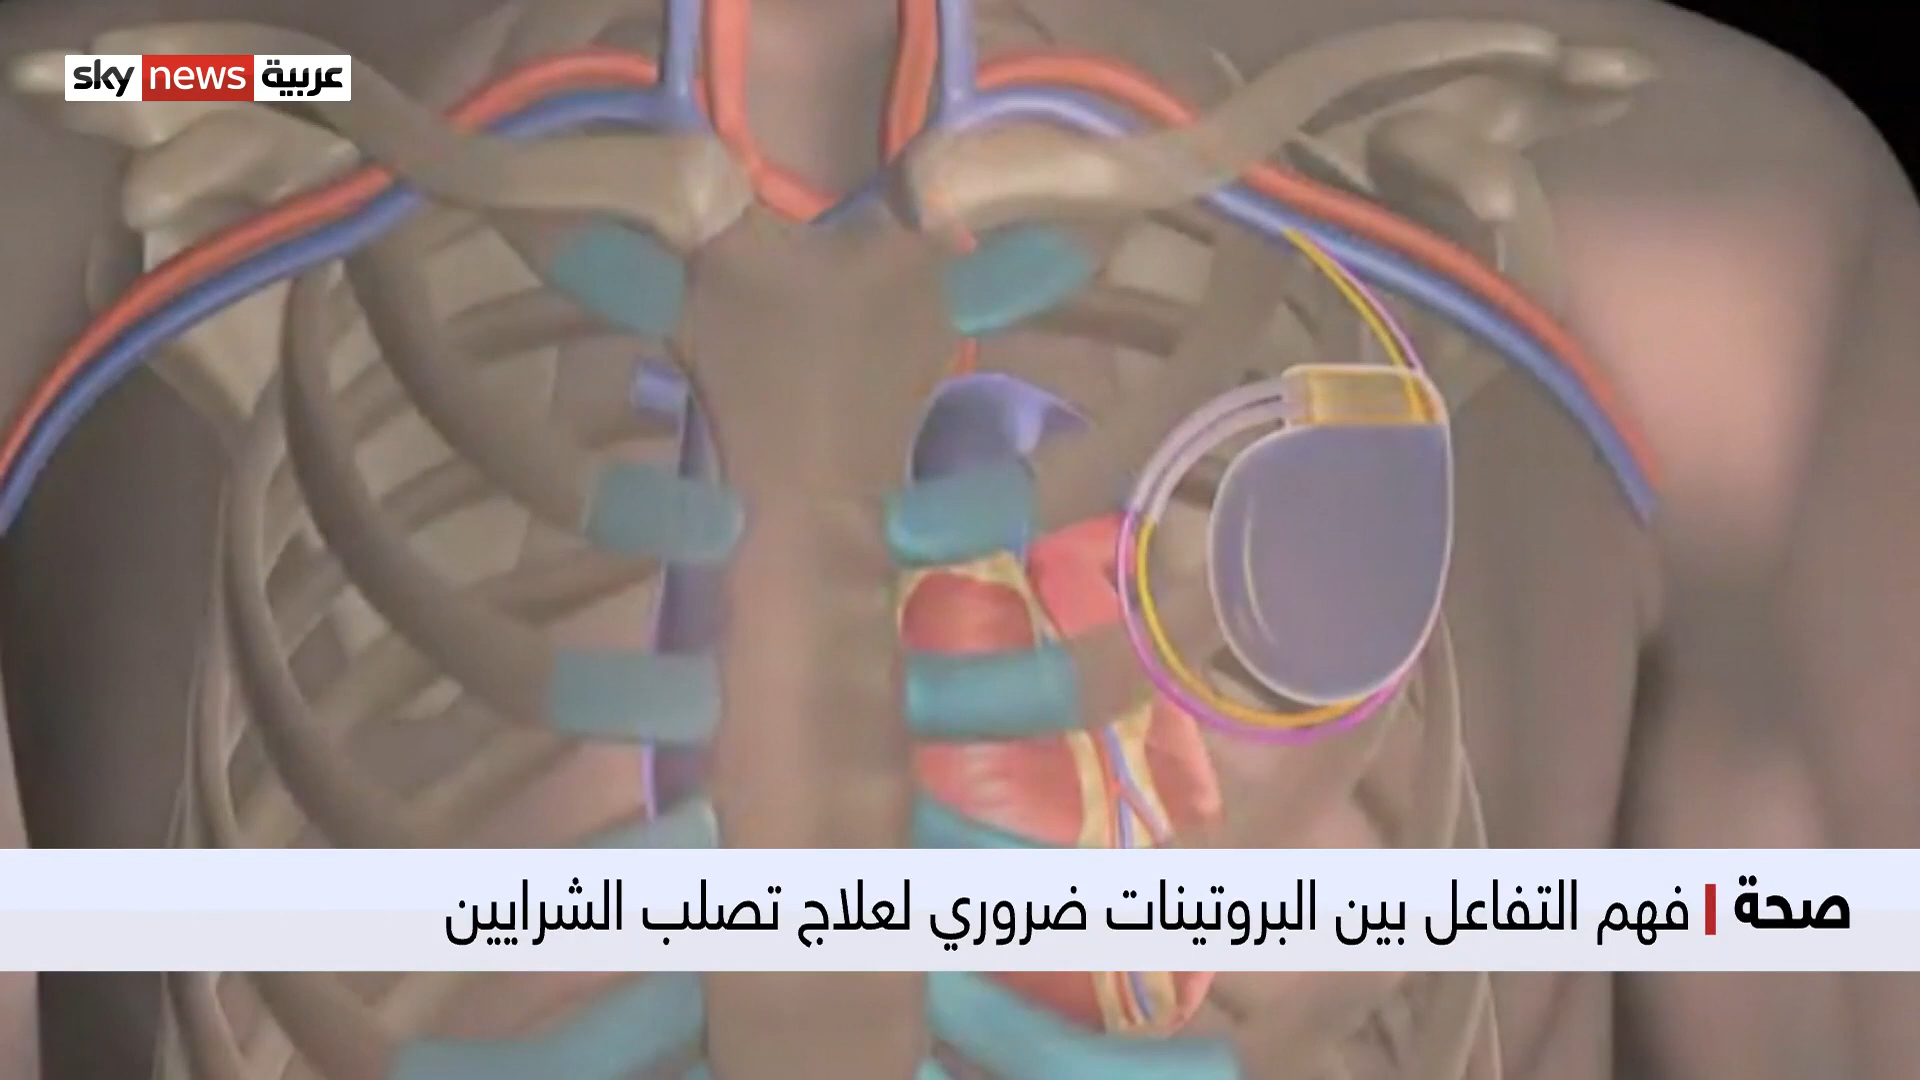 sky news عربية
صحة | فهم التفاعل بين البروتينات ضروري لعلاج تصلب الشرايين